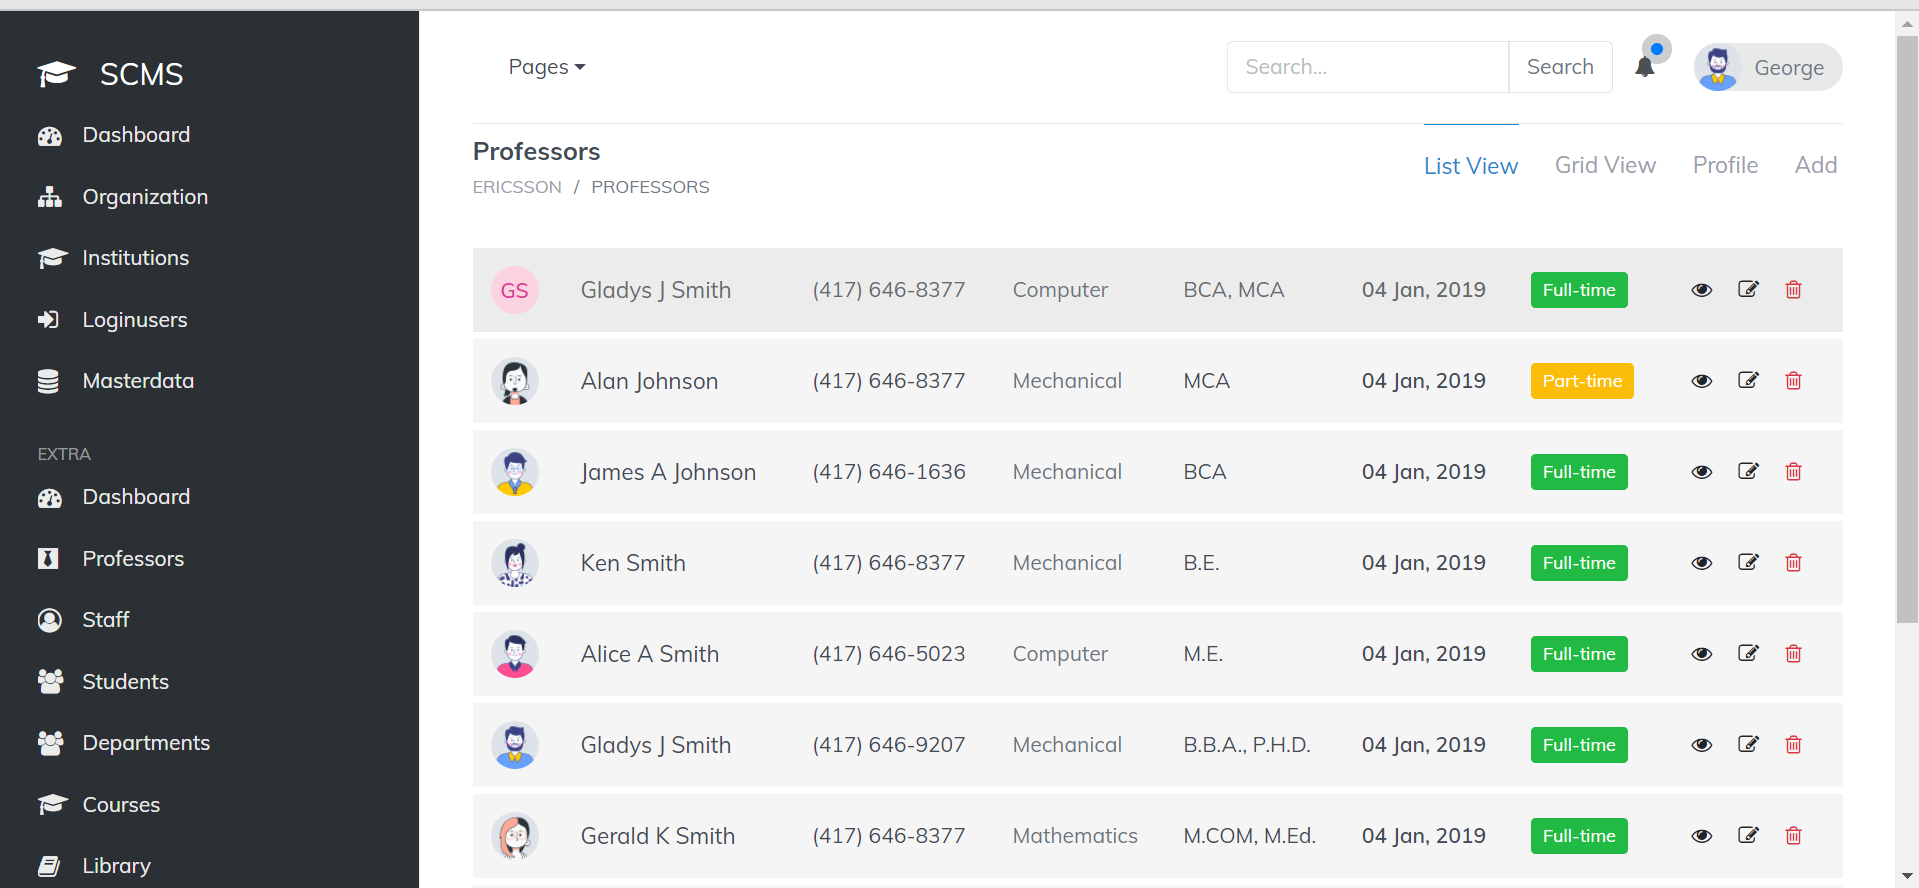 SCMS
Dashboard
Organization
Institutions
Loginusers
Masterdata
EXTRA
Dashboard
Professors
Staff
Students
Departments
Courses
Library
Pages
Search...
Search
George
Professors
ERICSSON / PROFESSORS
List View Grid View Profile Add
GS Gladys J Smith (417) 646-8377 Computer BCA, MCA 04 Jan, 2019 Full-time
Alan Johnson (417) 646-8377 Mechanical MCA 04 Jan, 2019 Part-time
James A Johnson (417) 646-1636 Mechanical BCA 04 Jan, 2019 Full-time
Ken Smith (417) 646-8377 Mechanical B.E. 04 Jan, 2019 Full-time
Alice A Smith (417) 646-5023 Computer M.E. 04 Jan, 2019 Full-time
Gladys J Smith (417) 646-9207 Mechanical B.B.A., P.H.D. 04 Jan, 2019 Full-time
Gerald K Smith (417) 646-8377 Mathematics M.COM, M.Ed. 04 Jan, 2019 Full-time